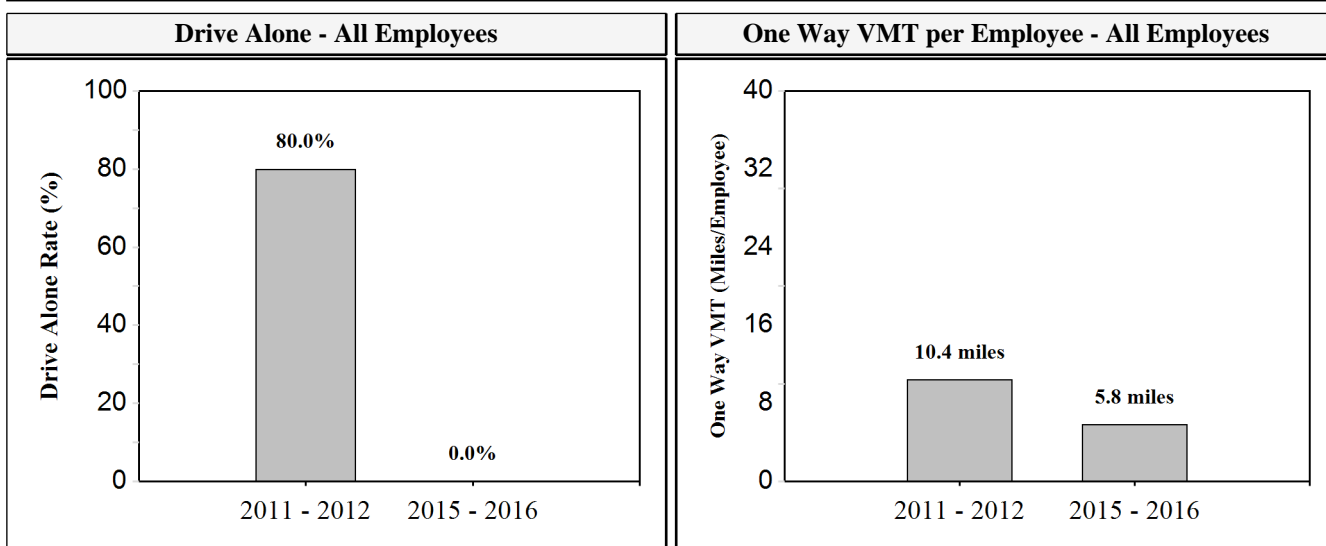 Drive Alone - All Employees
Drive Alone Rate (%)
100
80
60
40
20
0
80.0%
0.0%
2011 - 2012
2015 - 2016
One Way VMT per Employee - All Employees
One Way VMT (Miles/Employee)
40
32
24
16
8
0
10.4 miles
5.8 miles
2011 - 2012
2015 - 2016